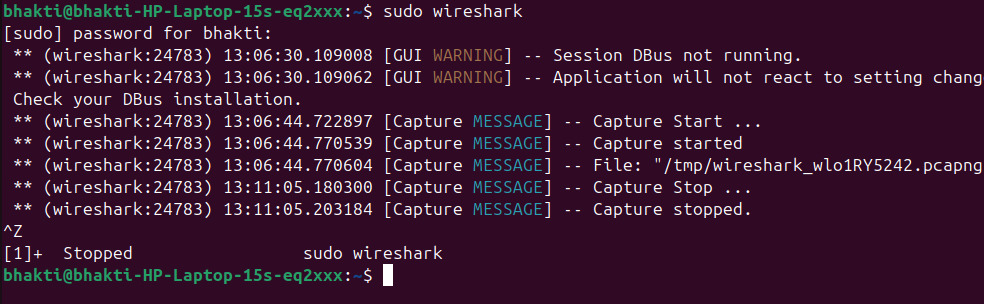 bhakti@bhakti-HP-Laptop-15s-eq2xxx:~$ sudo wireshark
[sudo] password for bhakti:
 ** (wireshark:24783) 13:06:30.109008 [GUI WARNING] -- Session DBus not running.
 ** (wireshark:24783) 13:06:30.109062 [GUI WARNING] -- Application will not react to setting chang
 Check your DBus installation.
 ** (wireshark:24783) 13:06:44.722897 [Capture MESSAGE] -- Capture Start ...
 ** (wireshark:24783) 13:06:44.770539 [Capture MESSAGE] -- Capture started
 ** (wireshark:24783) 13:06:44.770604 [Capture MESSAGE] -- File: "/tmp/wireshark_wlo1RY5242.pcapng
 ** (wireshark:24783) 13:11:05.180300 [Capture MESSAGE] -- Capture Stop ...
 ** (wireshark:24783) 13:11:05.203184 [Capture MESSAGE] -- Capture stopped.
^Z
[1]+  Stopped                 sudo wireshark
bhakti@bhakti-HP-Laptop-15s-eq2xxx:~$